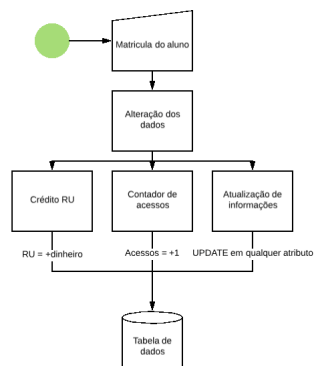 Matricula do aluno
Alteração dos
dados
Crédito RU
Contador de
acessos
Atualização de
informações
RU = +dinheiro
Acessos = +1
UPDATE em qualquer atributo
Tabela de
dados